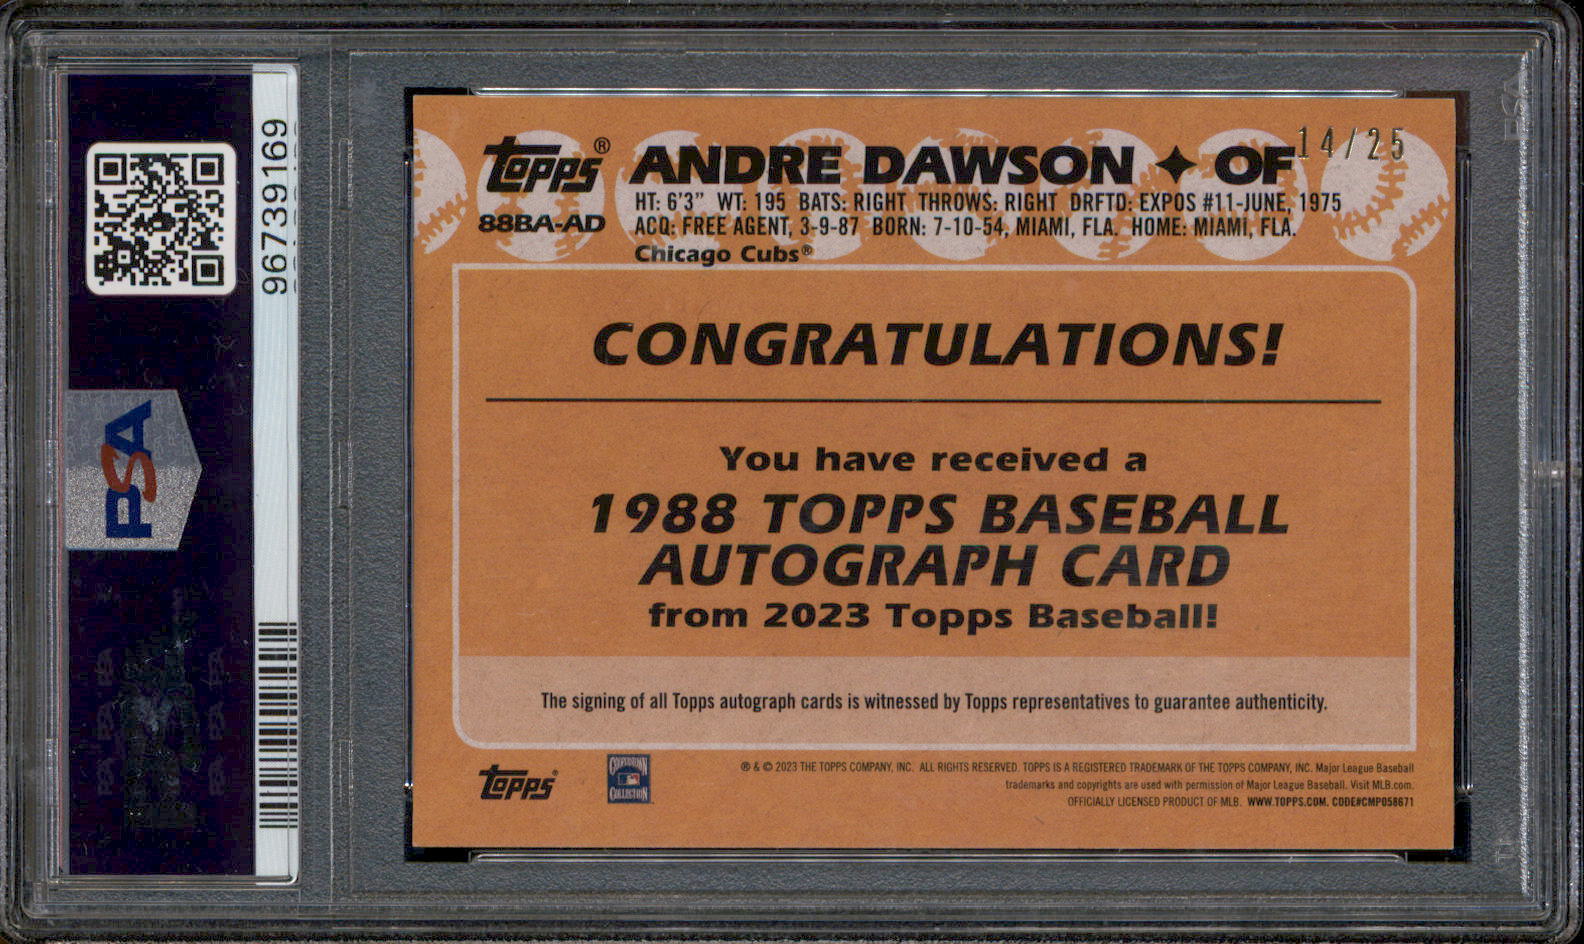 96739169
PSA
Topps®
ANDRE DAWSON ✦ OF
14/25
88BA-AD
HT: 6'3" WT: 195 BATS: RIGHT THROWS: RIGHT DRFTD: EXPOS #11-JUNE, 1975
ACQ: FREE AGENT, 3-9-87 BORN: 7-10-54, MIAMI, FLA. HOME: MIAMI, FLA.
Chicago Cubs®
CONGRATULATIONS!
You have received a
1988 TOPPS BASEBALL
AUTOGRAPH CARD
from 2023 Topps Baseball!
The signing of all Topps autograph cards is witnessed by Topps representatives to guarantee authenticity.
Topps®
COOPERSTOWN
COLLECTION
® & © 2023 THE TOPPS COMPANY, INC. ALL RIGHTS RESERVED. TOPPS IS A REGISTERED TRADEMARK OF THE TOPPS COMPANY, INC. Major League Baseball
trademarks and copyrights are used with permission of Major League Baseball. Visit MLB.com.
OFFICIALLY LICENSED PRODUCT OF MLB. WWW.TOPPS.COM. CODE#CMP058671